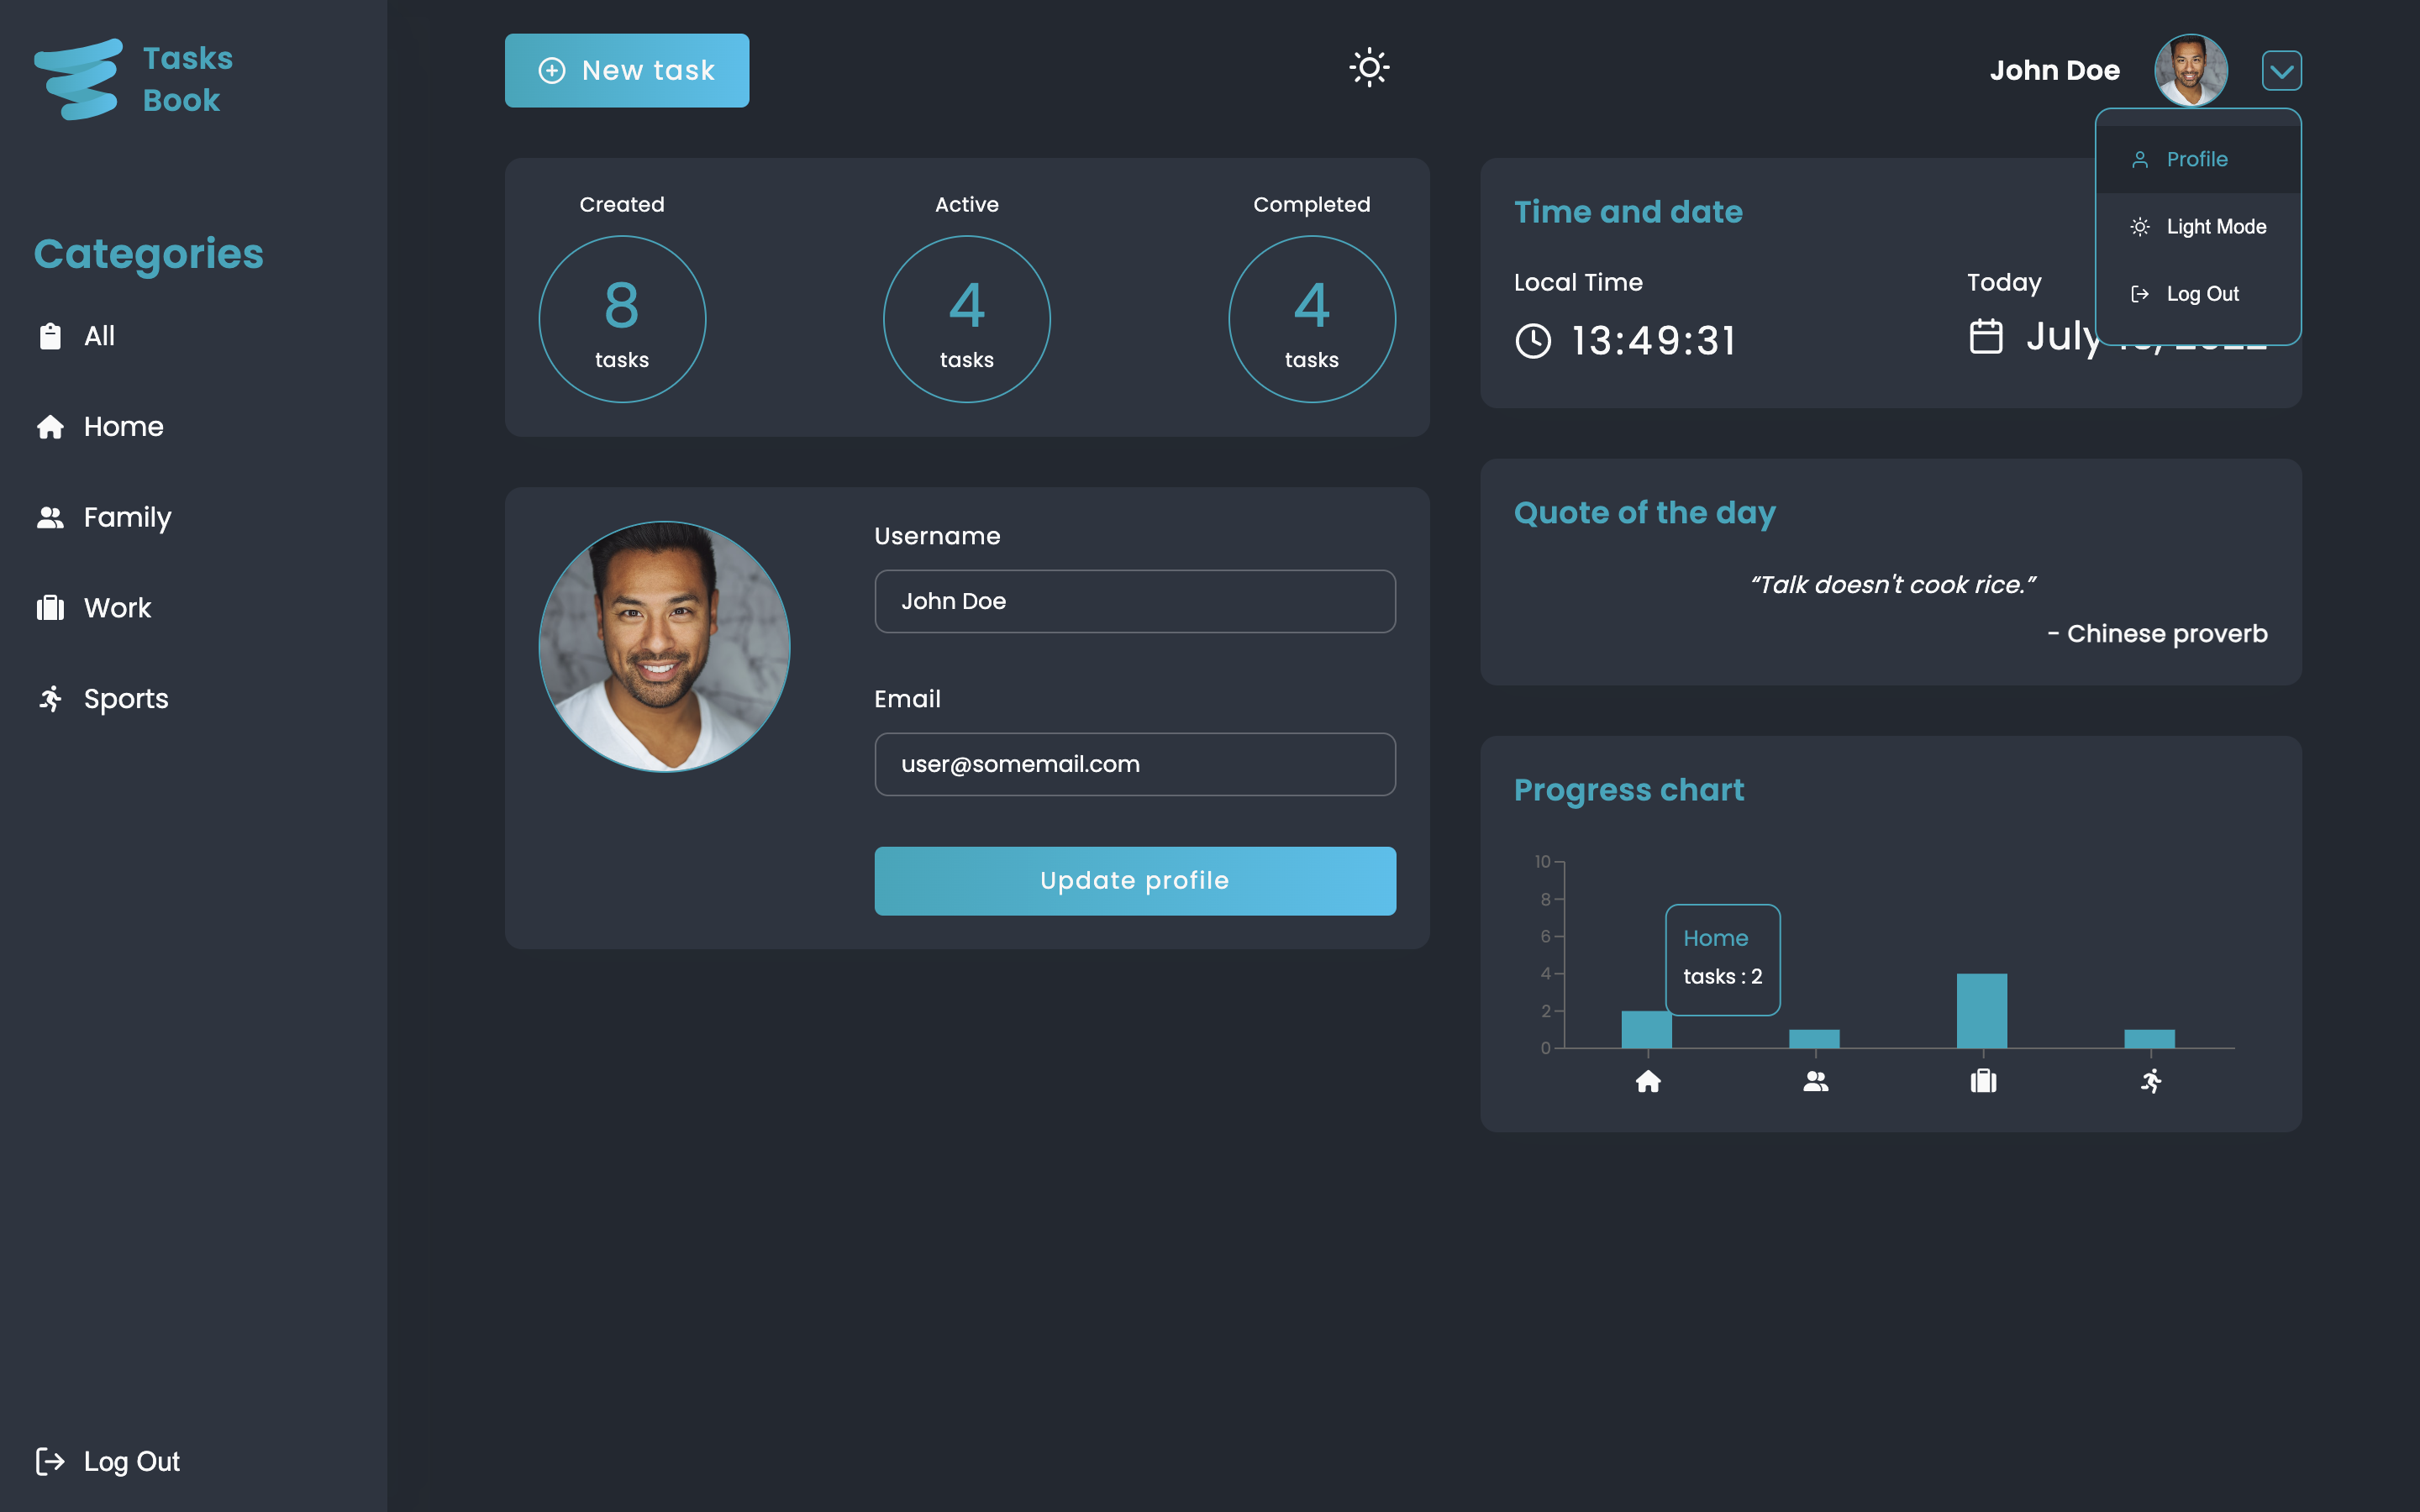 Tasks
Book
Categories
All
Home
Family
Work
Sports
Log Out
New task
John Doe
Profile
Light Mode
Log Out
Created
8
tasks
Active
4
tasks
Completed
4
tasks
Username
John Doe
Email
user@somemail.com
Update profile
Time and date
Local Time
13:49:31
Today
July
Quote of the day
“Talk doesn't cook rice.”
- Chinese proverb
Progress chart
10
8
6
4
2
0
Home
tasks : 2